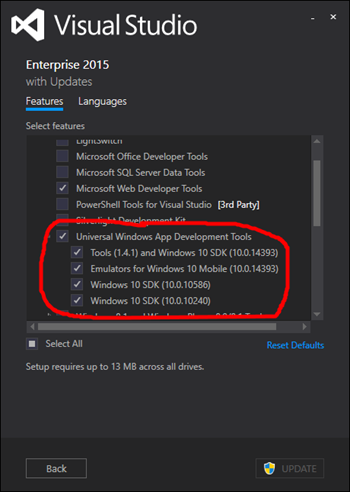 Visual Studio
Enterprise 2015
with Updates
Features Languages
Select features
LightSwitch
Microsoft Office Developer Tools
Microsoft SQL Server Data Tools
Microsoft Web Developer Tools
PowerShell Tools for Visual Studio [3rd Party]
Silverlight Development Kit
Universal Windows App Development Tools
Tools (1.4.1) and Windows 10 SDK (10.0.14393)
Emulators for Windows 10 Mobile (10.0.14393)
Windows 10 SDK (10.0.10586)
Windows 10 SDK (10.0.10240)
Select All Reset Defaults
Setup requires up to 13 MB across all drives.
Back UPDATE